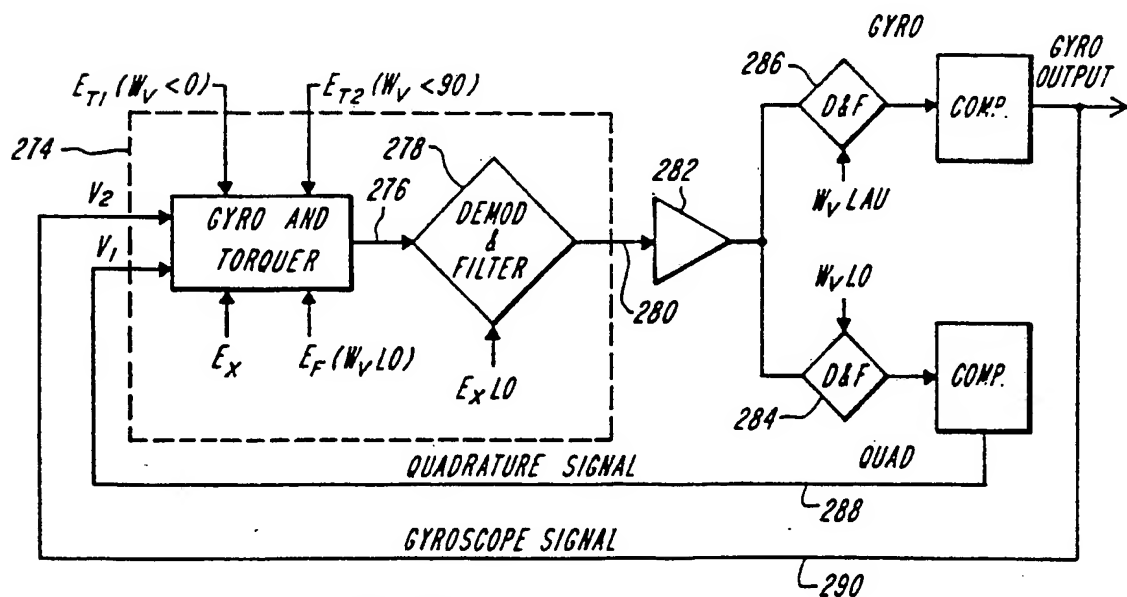 GYRO
GYRO
OUTPUT
286
D&F
COMP.
E_T1 (W_V<0)
E_T2 (W_V<90)
274
278
282
W_V LAU
V_2
276
GYRO AND
TORQUER
DEMOD
&
FILTER
V_1
280
W_V LO
E_X
E_F (W_V LO)
E_X LO
D&F
COMP.
284
QUADRATURE SIGNAL
QUAD
288
GYROSCOPE SIGNAL
290